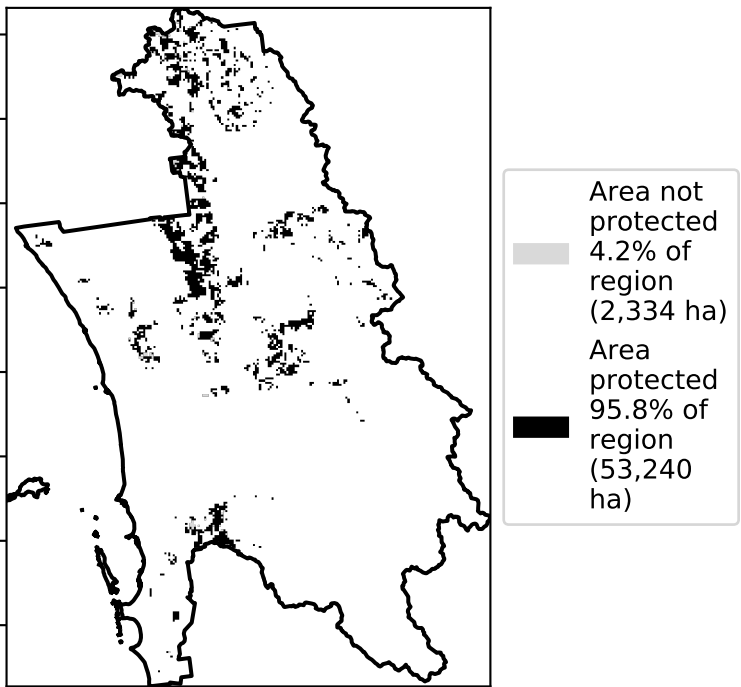 Area not
protected
4.2% of
region
(2,334 ha)
Area
protected
95.8% of
region
(53,240
ha)